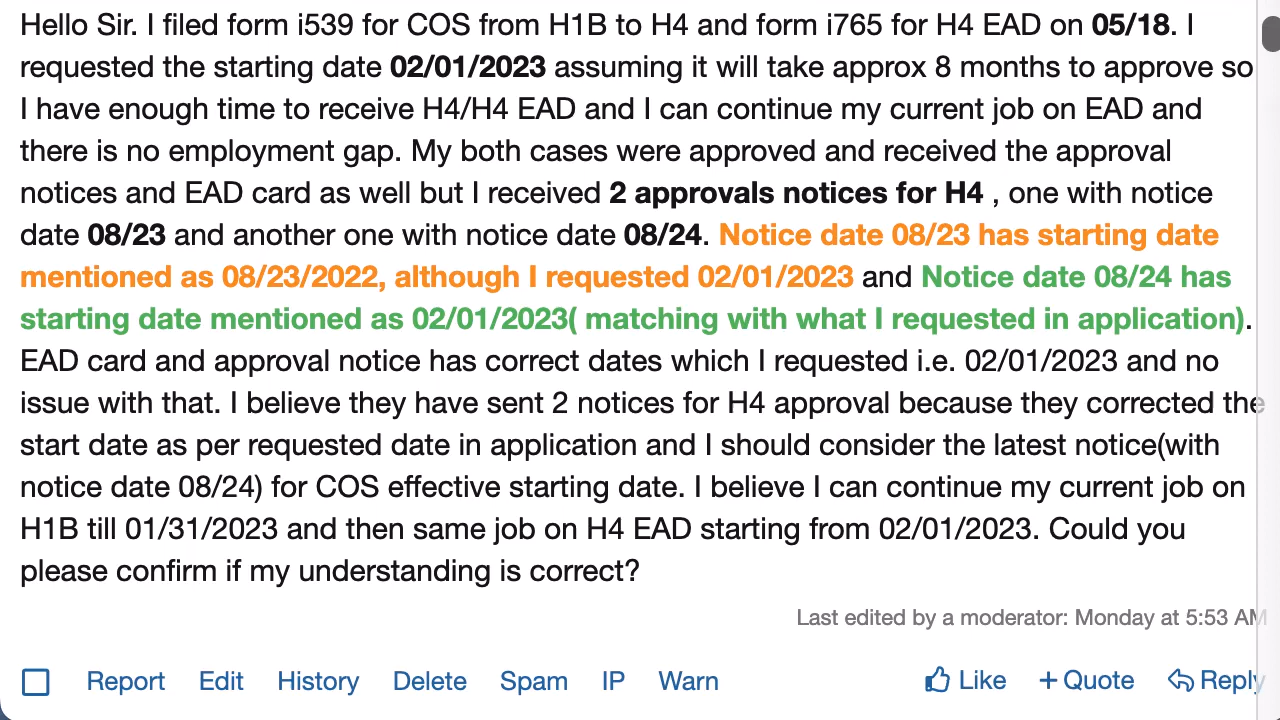 Hello Sir. I filed form i539 for COS from H1B to H4 and form i765 for H4 EAD on 05/18. I
requested the starting date 02/01/2023 assuming it will take approx 8 months to approve so
I have enough time to receive H4/H4 EAD and I can continue my current job on EAD and
there is no employment gap. My both cases were approved and received the approval
notices and EAD card as well but I received 2 approvals notices for H4 , one with notice
date 08/23 and another one with notice date 08/24. Notice date 08/23 has starting date
mentioned as 08/23/2022, although I requested 02/01/2023 and Notice date 08/24 has
starting date mentioned as 02/01/2023( matching with what I requested in application).
EAD card and approval notice has correct dates which I requested i.e. 02/01/2023 and no
issue with that. I believe they have sent 2 notices for H4 approval because they corrected the
start date as per requested date in application and I should consider the latest notice(with
notice date 08/24) for COS effective starting date. I believe I can continue my current job on
H1B till 01/31/2023 and then same job on H4 EAD starting from 02/01/2023. Could you
please confirm if my understanding is correct?
Last edited by a moderator: Monday at 5:53 AM
Report Edit History Delete Spam IP Warn Like + Quote Reply